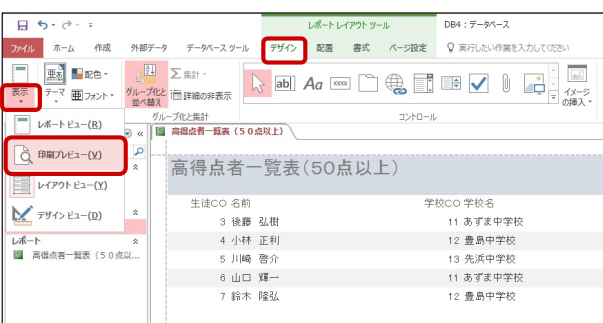 レポート レイアウト ツール
DB4：データベース
ファイル ホーム 作成 外部データ データベース ツール デザイン 配置 書式 ページ設定 実行したい作業を入力してください
表示 亜あ テーマ 配色 亜 フォント グループ化と並べ替え Σ 集計 詳細の非表示 ab Aa xxxx イメージの挿入
グループ化と集計 コントロール
レポート ビュー(R)
高得点者一覧表（５０点以上）
印刷プレビュー(V)
高得点者一覧表(50点以上)
レイアウト ビュー(Y)
生徒CO 名前 学校CO 学校名
デザイン ビュー(D)
3 後藤 弘樹 11 あずま中学校
レポート
4 小林 正利 12 豊島中学校
高得点者一覧表（５０点以...
5 川崎 啓介 13 先浜中学校
6 山口 輝一 11 あずま中学校
7 鈴木 隆弘 12 豊島中学校